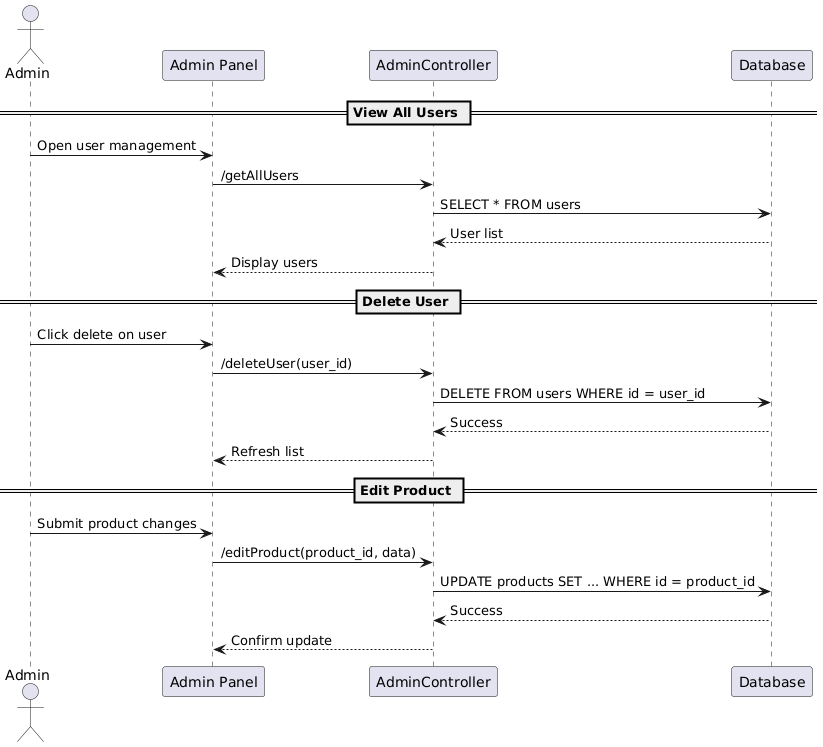 Admin
Admin Panel
AdminController
Database
View All Users
Open user management
/getAllUsers
SELECT * FROM users
User list
Display users
Delete User
Click delete on user
/deleteUser(user_id)
DELETE FROM users WHERE id = user_id
Success
Refresh list
Edit Product
Submit product changes
/editProduct(product_id, data)
UPDATE products SET ... WHERE id = product_id
Success
Confirm update
Admin
Admin Panel
AdminController
Database